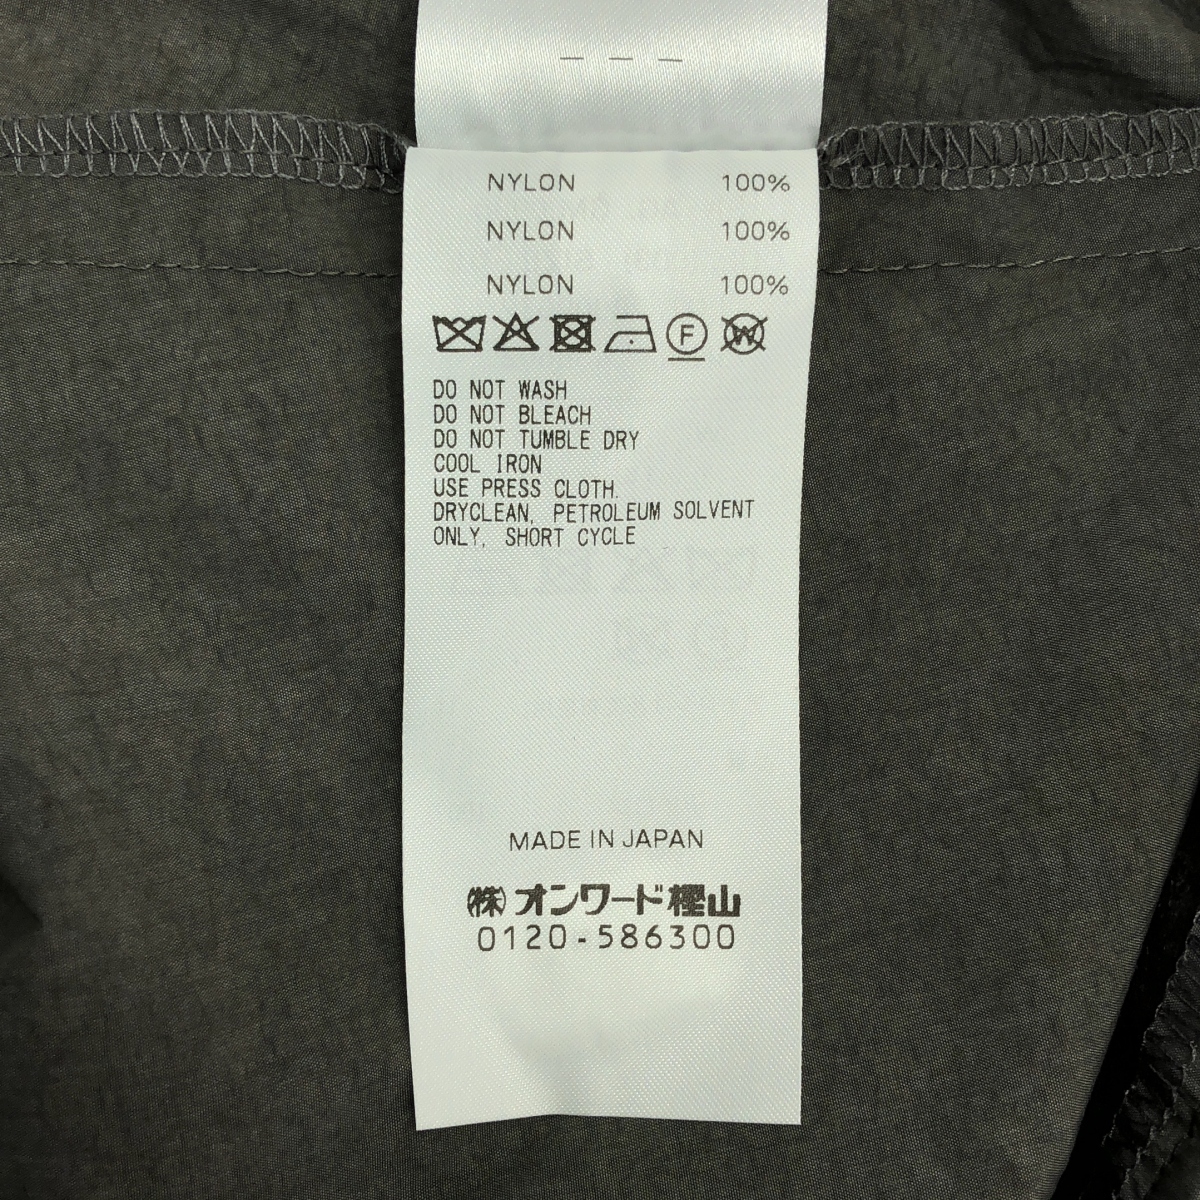 NYLON 100%
NYLON 100%
NYLON 100%
F W
DO NOT WASH
DO NOT BLEACH
DO NOT TUMBLE DRY
COOL IRON
USE PRESS CLOTH.
DRYCLEAN, PETROLEUM SOLVENT
ONLY, SHORT CYCLE
MADE IN JAPAN
㈱オンワード樫山
0120-586300